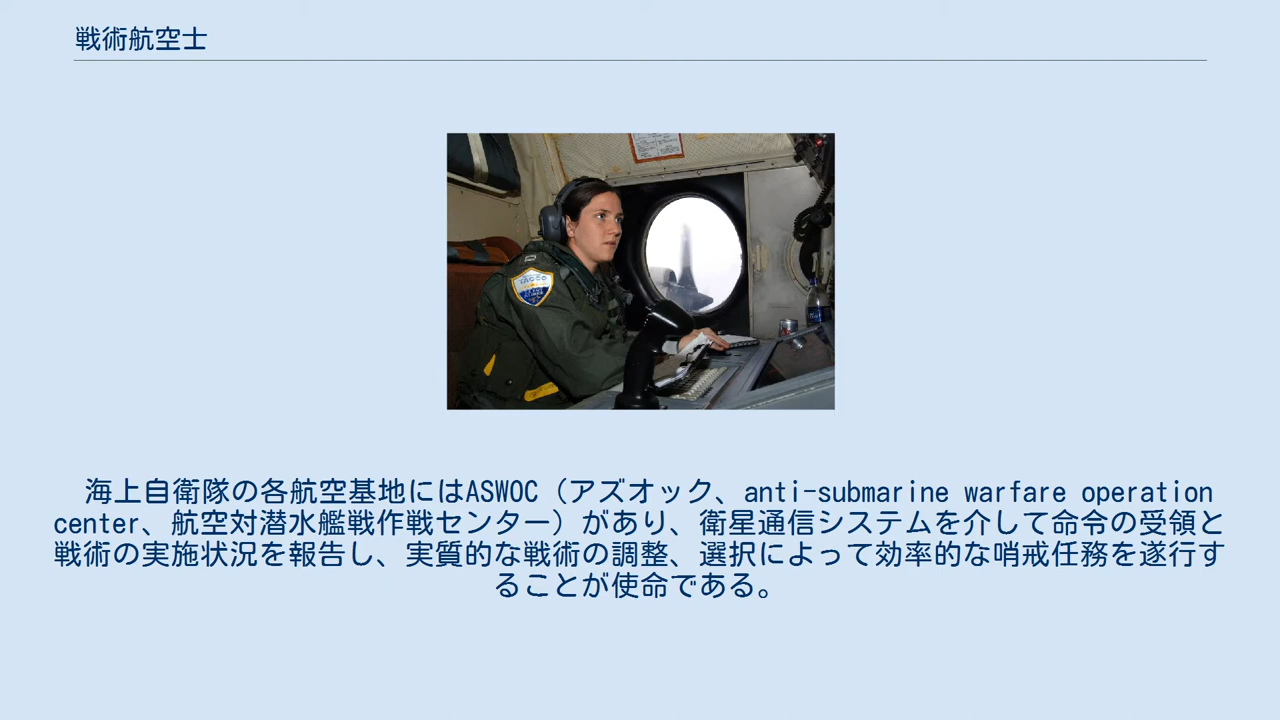 戦術航空士
TACCO
海上自衛隊の各航空基地にはASWOC（アズオック、anti-submarine warfare operation
center、航空対潜水艦戦作戦センター）があり、衛星通信システムを介して命令の受領と
戦術の実施状況を報告し、実質的な戦術の調整、選択によって効率的な哨戒任務を遂行す
ることが使命である。